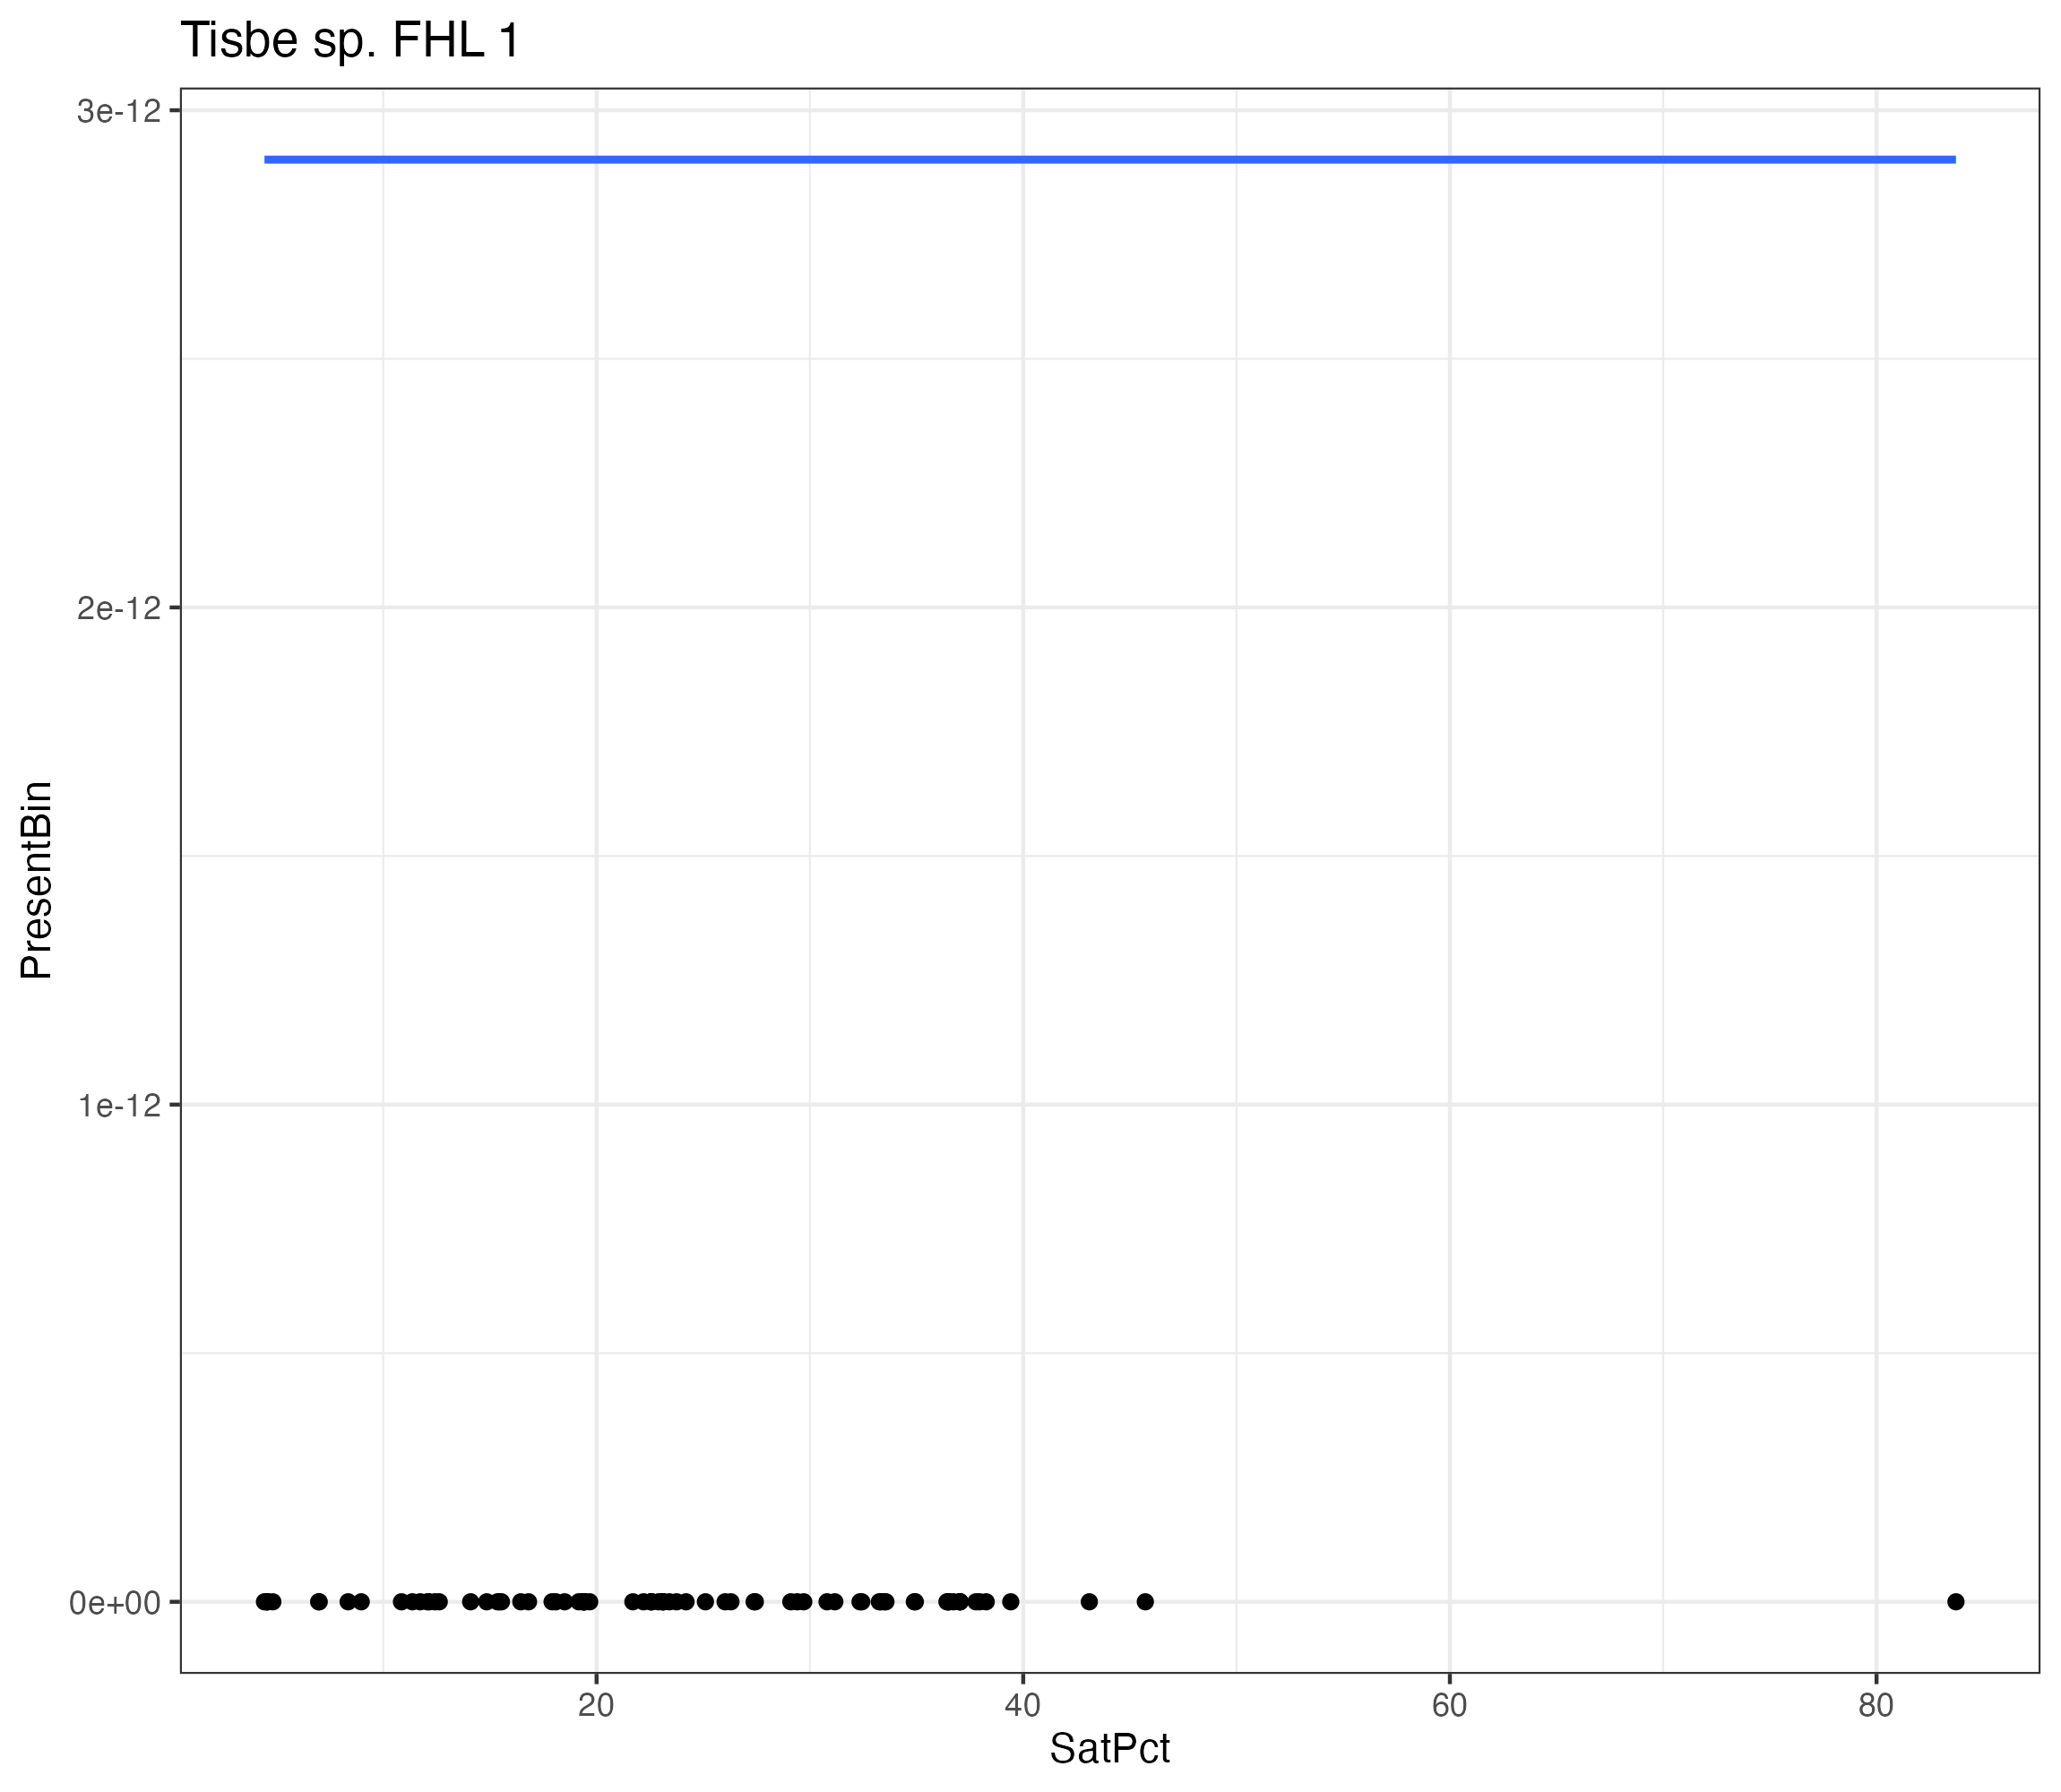 Tisbe sp. FHL 1
3e-12
2e-12
1e-12
0e+00
PresentBin
20 40 60 80
SatPct